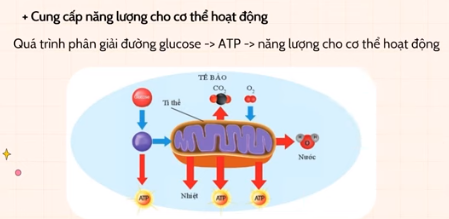 + Cung cấp năng lượng cho cơ thể hoạt động
Quá trình phân giải đường glucose -> ATP -> năng lượng cho cơ thể hoạt động
TẾ BÀO
CO2 O2
Ti thể
Nước
Nhiệt
ATP ATP ATP